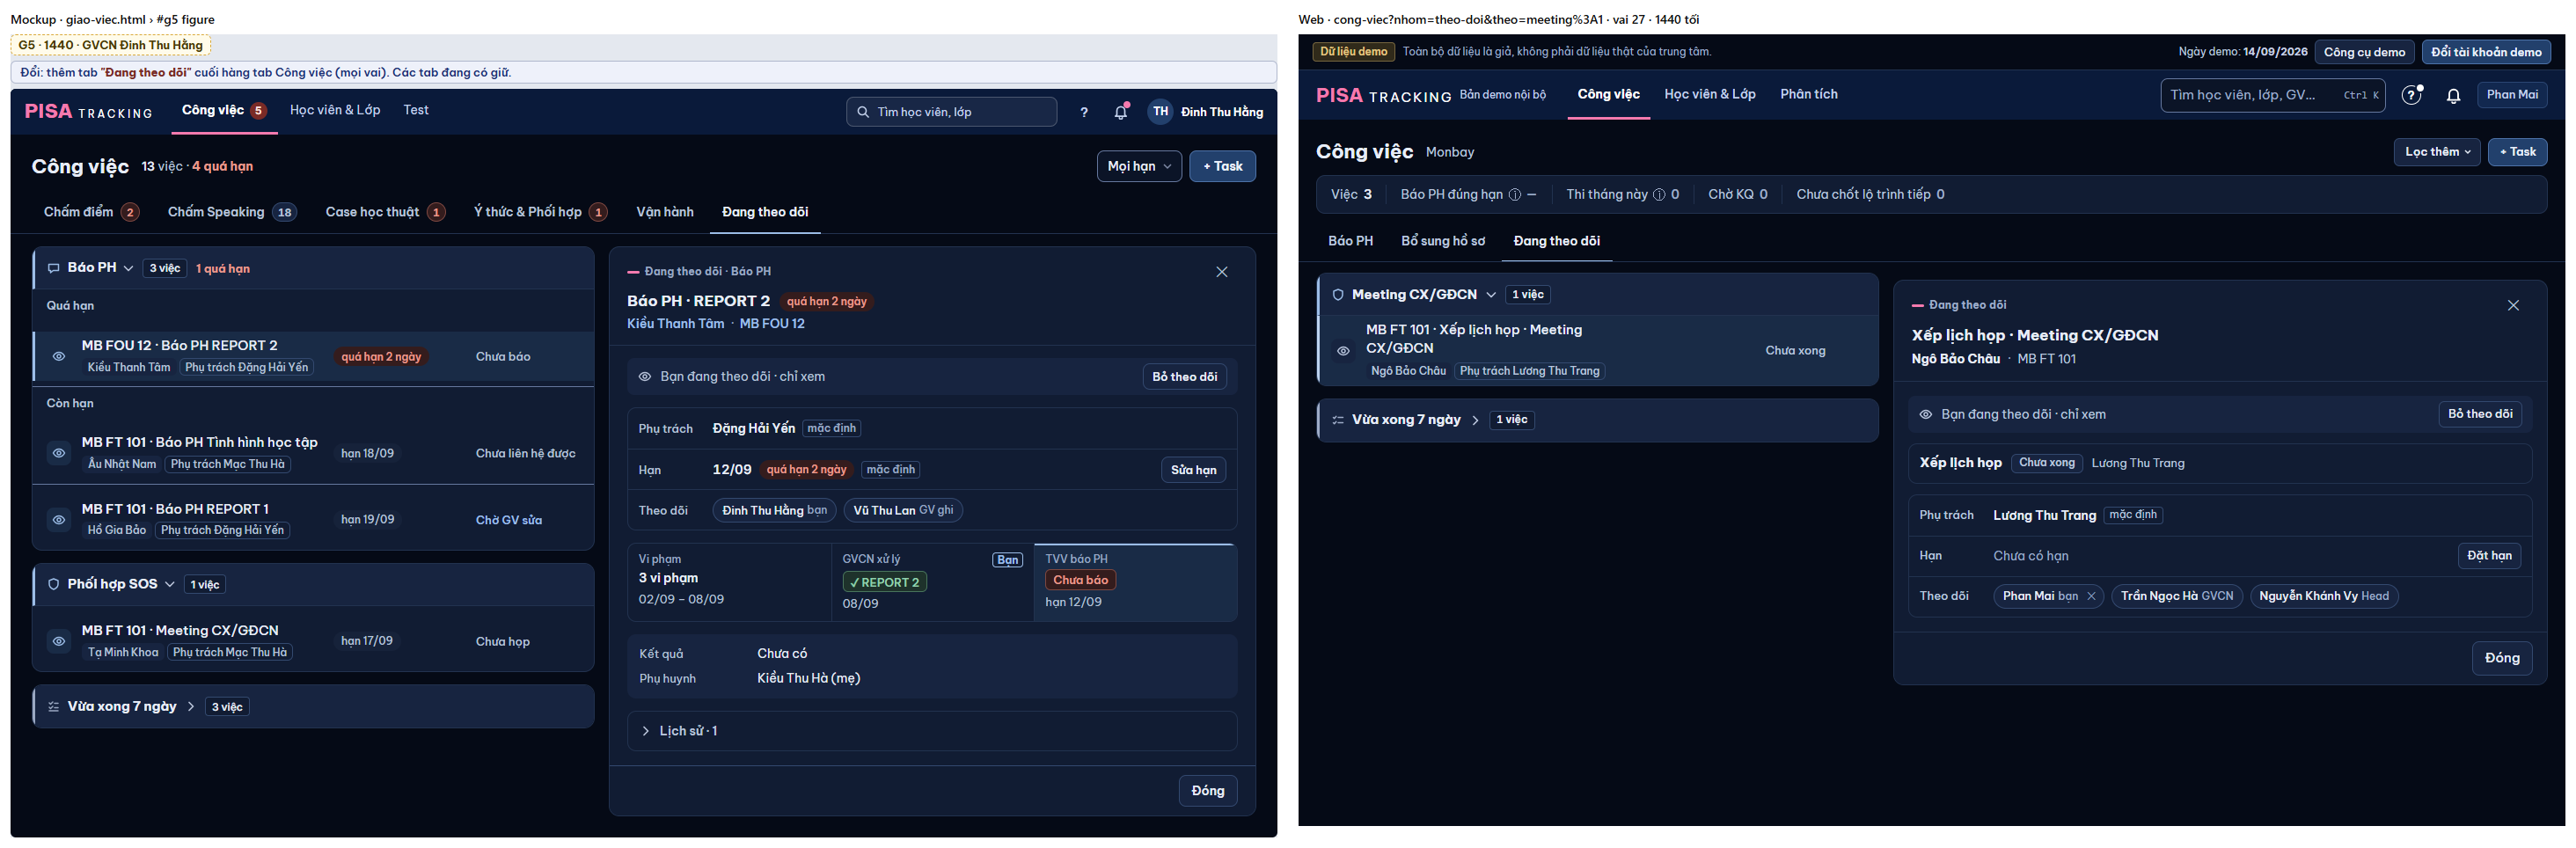 Mockup · giao-viec.html › #g5 figure
G5 · 1440 · GVCN Đinh Thu Hằng
Đổi: thêm tab "Đang theo dõi" cuối hàng tab Công việc (mọi vai). Các tab đang có giữ.
PISA TRACKING
Công việc 5
Học viên & Lớp
Test
Tìm học viên, lớp
?
TH
Đinh Thu Hằng
Công việc
13 việc · 4 quá hạn
Mọi hạn
+ Task
Chấm điểm 2
Chấm Speaking 18
Case học thuật 1
Ý thức & Phối hợp 1
Vận hành
Đang theo dõi
Báo PH
3 việc
1 quá hạn
Quá hạn
MB FOU 12 · Báo PH REPORT 2
Kiều Thanh Tâm
Phụ trách Đặng Hải Yến
quá hạn 2 ngày
Chưa báo
Còn hạn
MB FT 101 · Báo PH Tình hình học tập
Âu Nhật Nam
Phụ trách Mạc Thu Hà
hạn 18/09
Chưa liên hệ được
MB FT 101 · Báo PH REPORT 1
Hồ Gia Bảo
Phụ trách Đặng Hải Yến
hạn 19/09
Chờ GV sửa
Phối hợp SOS
1 việc
MB FT 101 · Meeting CX/GĐCN
Tạ Minh Khoa
Phụ trách Mạc Thu Hà
hạn 17/09
Chưa họp
Vừa xong 7 ngày
3 việc
Đang theo dõi · Báo PH
Báo PH · REPORT 2
quá hạn 2 ngày
Kiều Thanh Tâm · MB FOU 12
Bạn đang theo dõi · chỉ xem
Bỏ theo dõi
Phụ trách
Đặng Hải Yến
mặc định
Hạn
12/09
quá hạn 2 ngày
mặc định
Sửa hạn
Theo dõi
Đinh Thu Hằng bạn
Vũ Thu Lan GV ghi
Vi phạm
3 vi phạm
02/09 – 08/09
GVCN xử lý
Bạn
✓ REPORT 2
08/09
TVV báo PH
Chưa báo
hạn 12/09
Kết quả
Chưa có
Phụ huynh
Kiều Thu Hà (mẹ)
Lịch sử · 1
Đóng
Web · cong-viec?nhom=theo-doi&theo=meeting%3A1 · vai 27 · 1440 tối
Dữ liệu demo
Toàn bộ dữ liệu là giả, không phải dữ liệu thật của trung tâm.
Ngày demo: 14/09/2026
Công cụ demo
Đổi tài khoản demo
PISA TRACKING
Bản demo nội bộ
Công việc
Học viên & Lớp
Phân tích
Tìm học viên, lớp, GV...
Ctrl K
?
Phan Mai
Công việc
Monbay
Lọc thêm
+ Task
Việc 3
Báo PH đúng hạn ⓘ –
Thi tháng này ⓘ 0
Chờ KQ 0
Chưa chốt lộ trình tiếp 0
Báo PH
Bổ sung hồ sơ
Đang theo dõi
Meeting CX/GĐCN
1 việc
MB FT 101 · Xếp lịch họp · Meeting
CX/GĐCN
Ngô Bảo Châu
Phụ trách Lương Thu Trang
Chưa xong
Vừa xong 7 ngày
1 việc
Đang theo dõi
Xếp lịch họp · Meeting CX/GĐCN
Ngô Bảo Châu · MB FT 101
Bạn đang theo dõi · chỉ xem
Bỏ theo dõi
Xếp lịch họp
Chưa xong
Lương Thu Trang
Phụ trách
Lương Thu Trang
mặc định
Hạn
Chưa có hạn
Đặt hạn
Theo dõi
Phan Mai bạn
Trần Ngọc Hà GVCN
Nguyễn Khánh Vy Head
Đóng